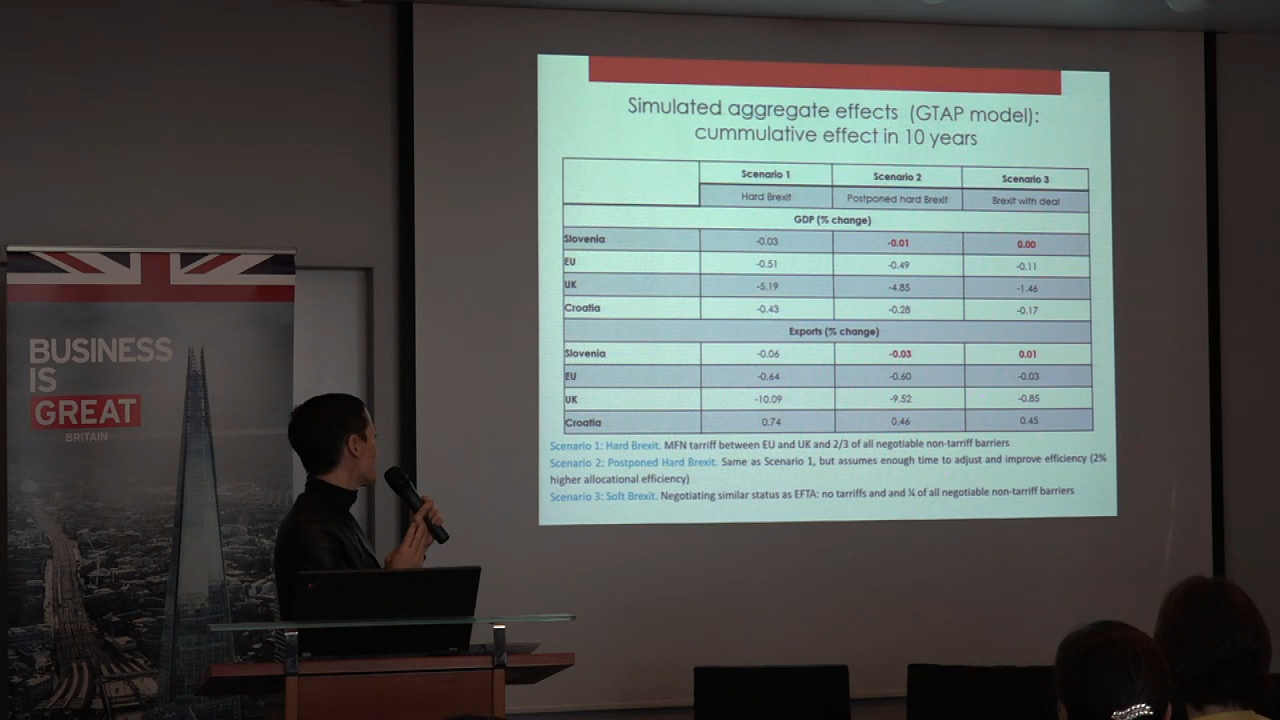 BUSINESS
IS
GREAT
BRITAIN
Simulated aggregate effects (GTAP model):
cummulative effect in 10 years
Scenario 1 Scenario 2 Scenario 3
Hard Brexit Postponed hard Brexit Brexit with deal
GDP (% change)
Slovenia -0.03 -0.01 0.00
EU -0.51 -0.49 -0.11
UK -5.19 -4.85 -1.46
Croatia -0.43 -0.28 -0.17
Exports (% change)
Slovenia -0.06 -0.03 0.01
EU -0.64 -0.60 -0.03
UK -10.09 -9.52 -0.85
Croatia 0.74 0.46 0.45
Scenario 1: Hard Brexit. MFN tarriff between EU and UK and 2/3 of all negotiable non-tarriff barriers
Scenario 2: Postponed Hard Brexit. Same as Scenario 1, but assumes enough time to adjust and improve efficiency (2%
higher allocational efficiency)
Scenario 3: Soft Brexit. Negotiating similar status as EFTA: no tarriffs and and ¼ of all negotiable non-tarriff barriers